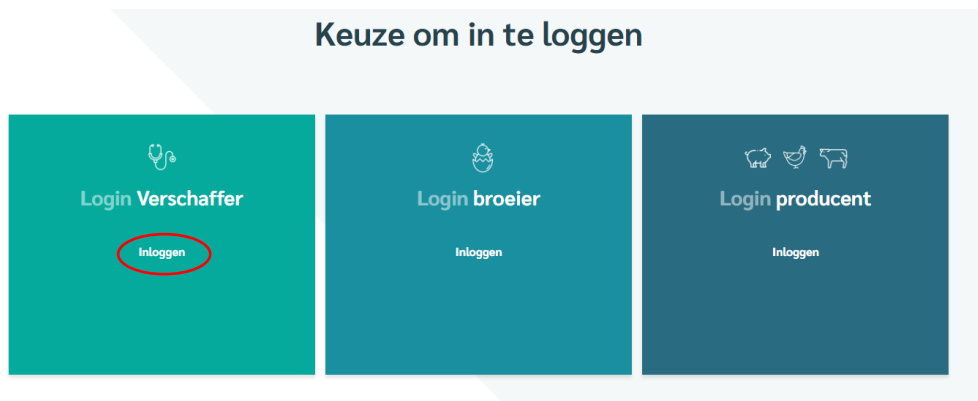 Keuze om in te loggen
Login Verschaffer
Inloggen
Login broeier
Inloggen
Login producent
Inloggen